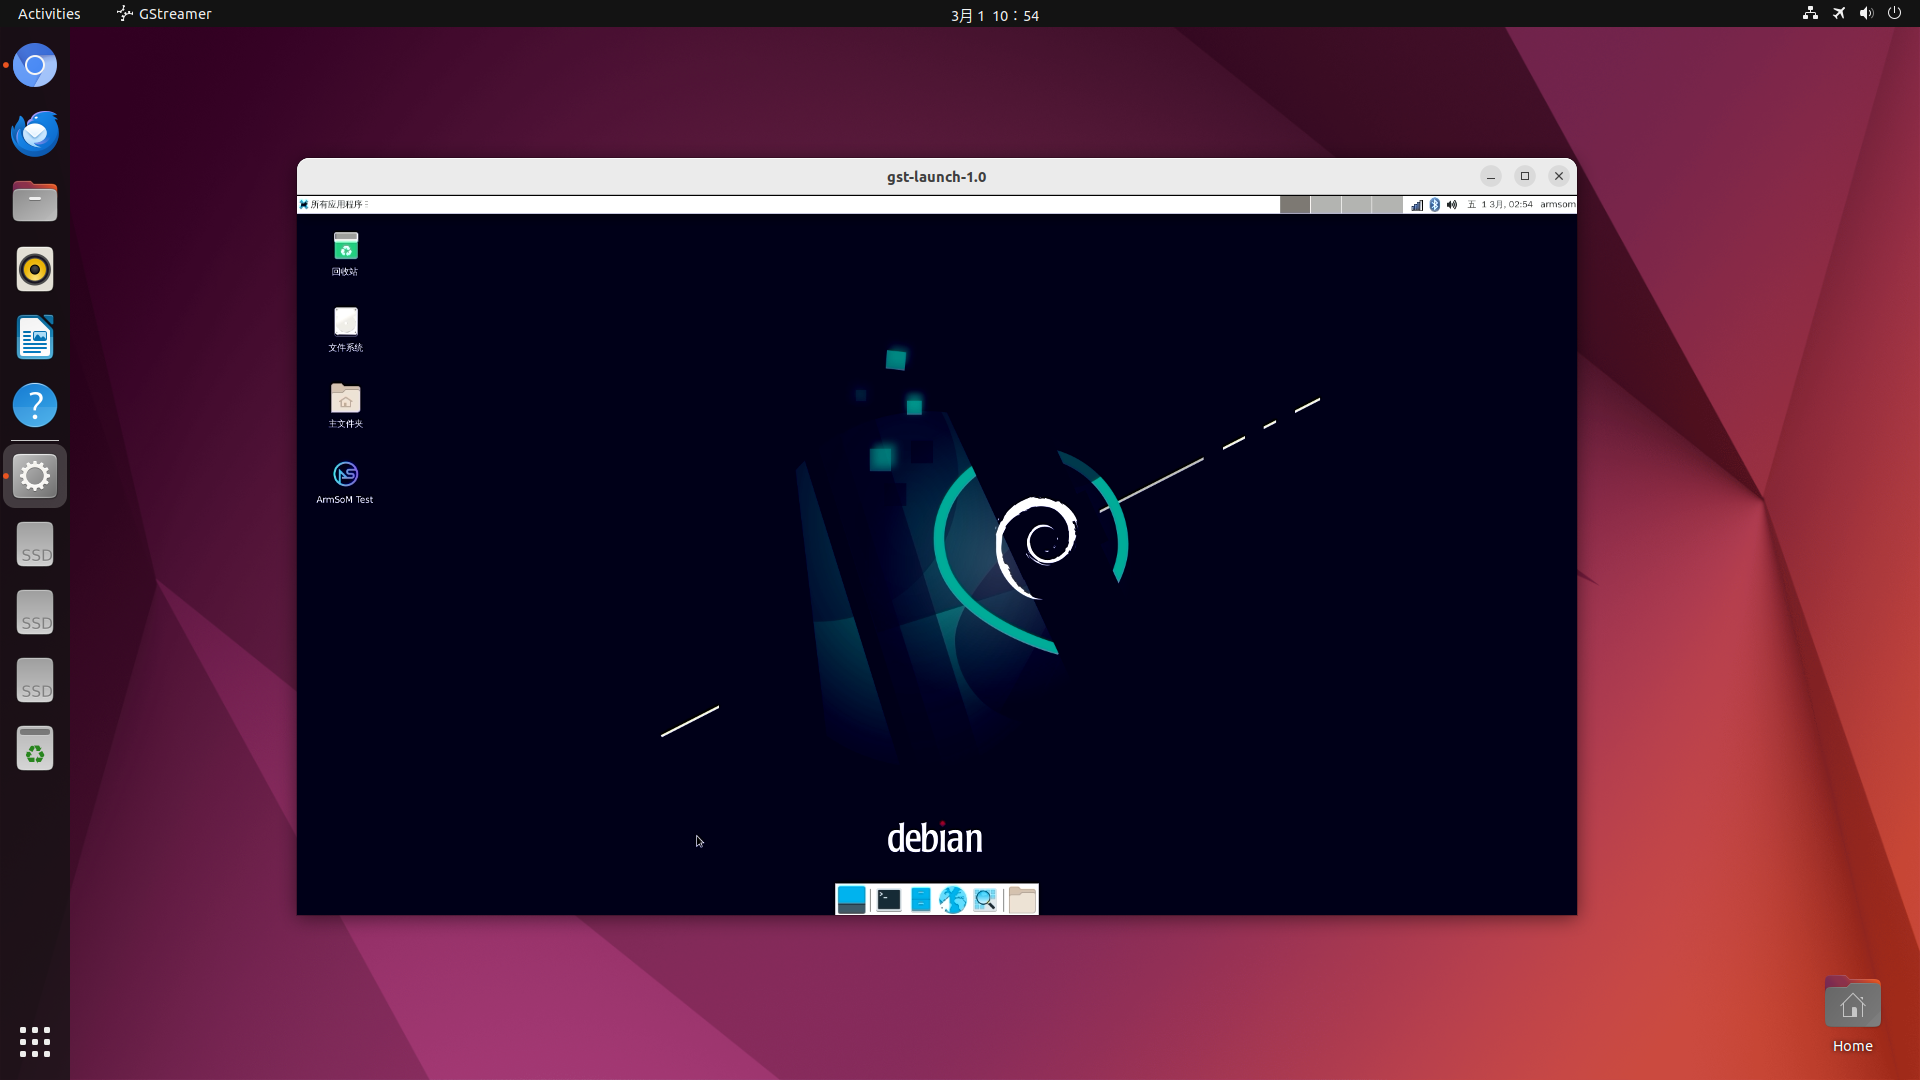 Activities GStreamer 3月 1 10：54
gst-launch-1.0
所有应用程序 五 1 3月, 02:54 armsom
回收站
文件系统
主文件夹
ArmSoM Test
SSD
SSD
SSD
debian
Home